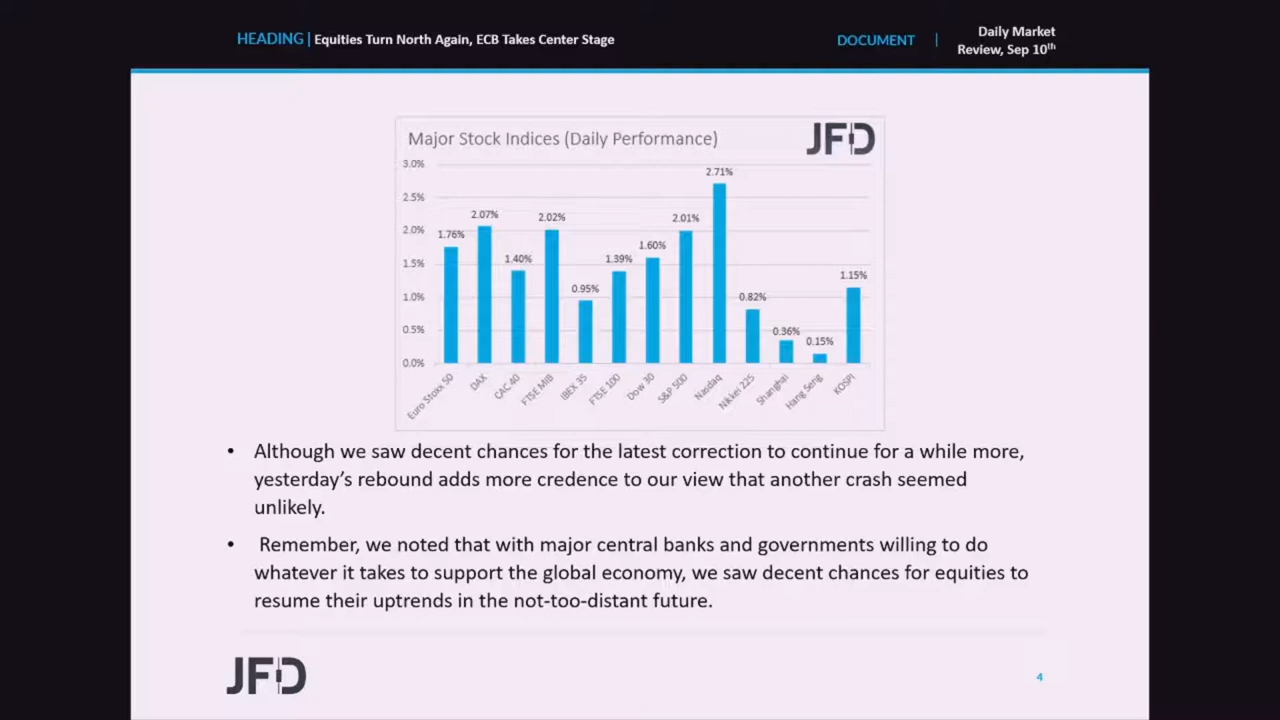 HEADING | Equities Turn North Again, ECB Takes Center Stage
DOCUMENT |
Daily Market
Review, Sep 10th
Major Stock Indices (Daily Performance)
JFD
3.0%
2.5%
2.0%
1.5%
1.0%
0.5%
0.0%
1.76%
2.07%
1.40%
2.02%
0.95%
1.39%
1.60%
2.01%
2.71%
0.82%
0.36%
0.15%
1.15%
Euro Stoxx 50
DAX
CAC 40
FTSE MIB
IBEX 35
FTSE 100
Dow 30
S&P 500
Nasdaq
Nikkei 225
Shanghai
Hang Seng
KOSPI
• Although we saw decent chances for the latest correction to continue for a while more,
yesterday's rebound adds more credence to our view that another crash seemed
unlikely.
• Remember, we noted that with major central banks and governments willing to do
whatever it takes to support the global economy, we saw decent chances for equities to
resume their uptrends in the not-too-distant future.
JFD
4